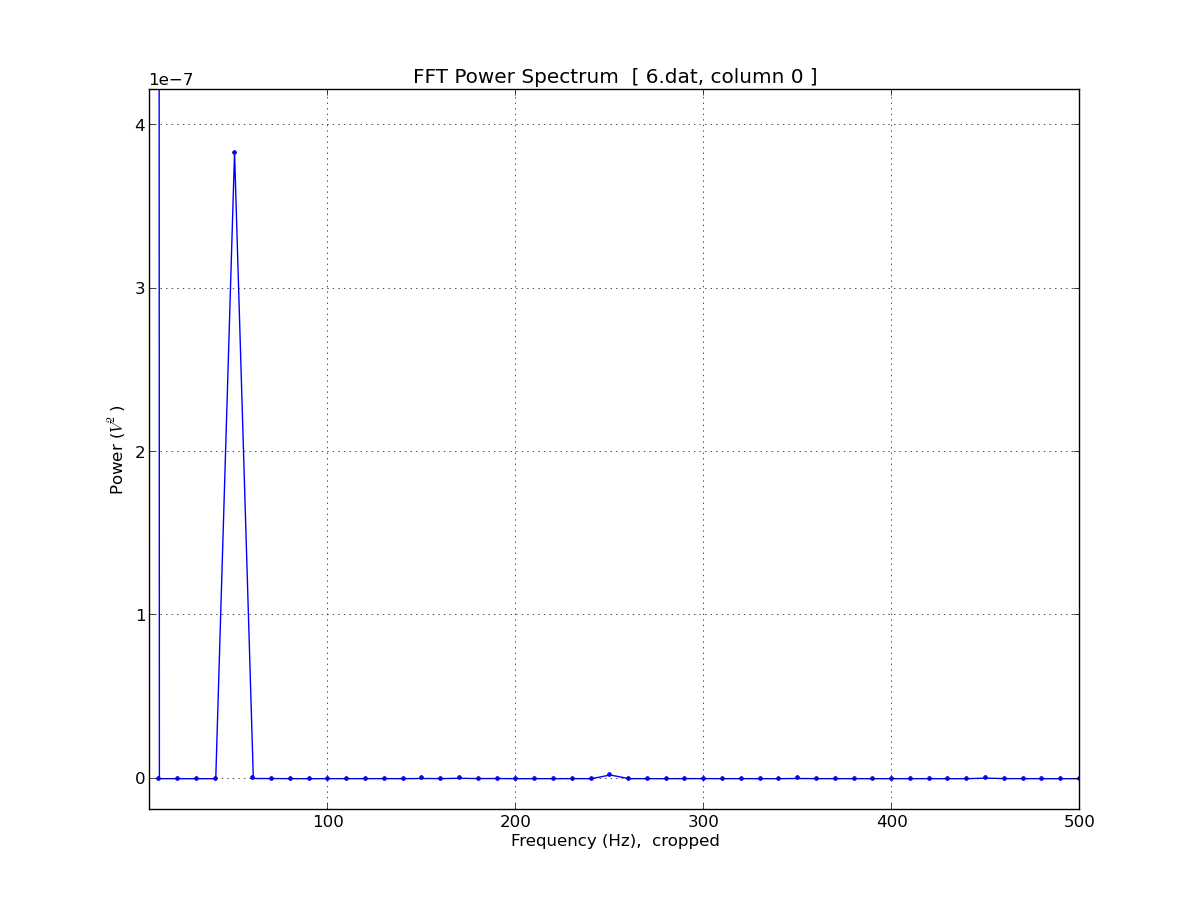 FFT Power Spectrum [ 6.dat, column 0 ]
1e−7
4
3
2
1
0
Power (V² )
100 200 300 400 500
Frequency (Hz), cropped